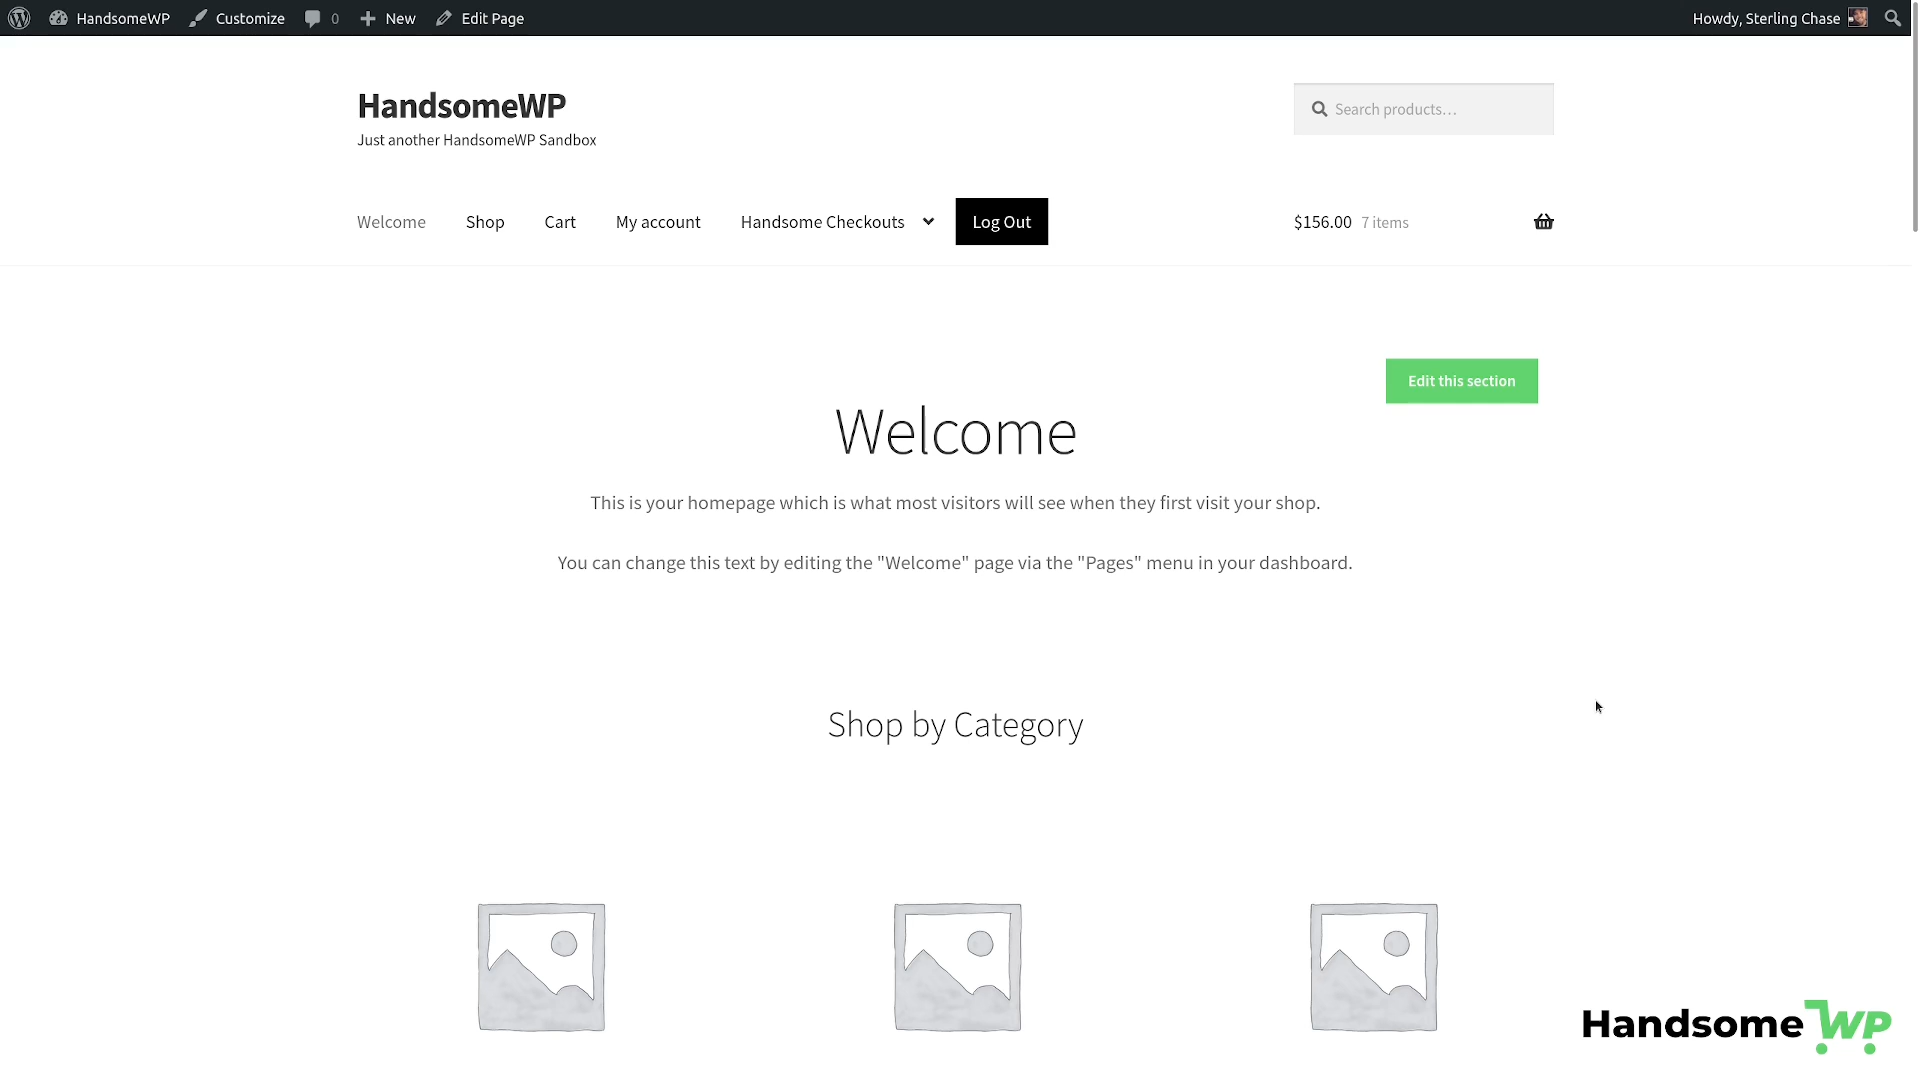 HandsomeWP Customize 0 New Edit Page Howdy, Sterling Chase
HandsomeWP
Just another HandsomeWP Sandbox
Search products…
Welcome Shop Cart My account Handsome Checkouts Log Out $156.00 7 items
Edit this section
Welcome
This is your homepage which is what most visitors will see when they first visit your shop.
You can change this text by editing the "Welcome" page via the "Pages" menu in your dashboard.
Shop by Category
HandsomeWP